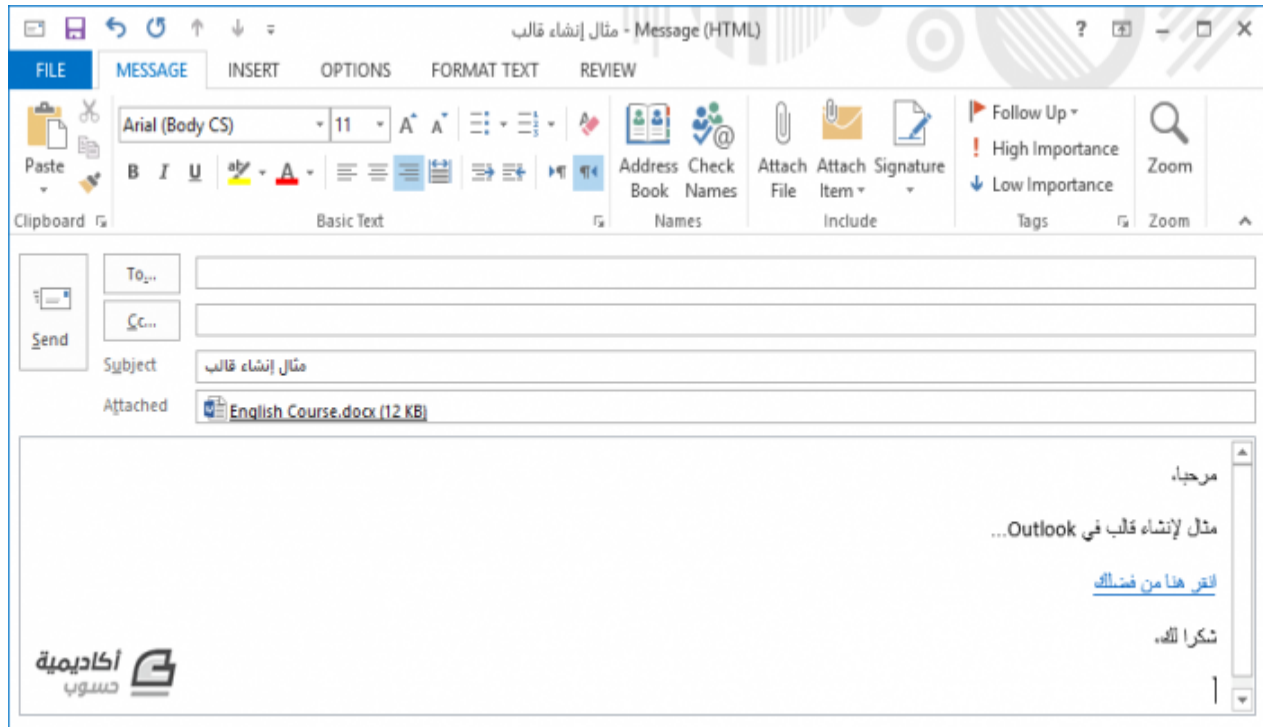 مثال إنشاء قالب - Message (HTML)
?
FILE MESSAGE INSERT OPTIONS FORMAT TEXT REVIEW
Paste
Clipboard
Arial (Body CS) 11
B I U
Basic Text
Address Book
Check Names
Names
Attach File
Attach Item
Signature
Include
Follow Up
High Importance
Low Importance
Tags
Zoom
Zoom
Send
To...
Cc...
Subject مثال إنشاء قالب
Attached English Course.docx (12 KB)
مرحبا،
مثال لإنشاء قالب في Outlook...
انقر هنا من فضلك
شكرا لك،
أكاديمية
حسوب